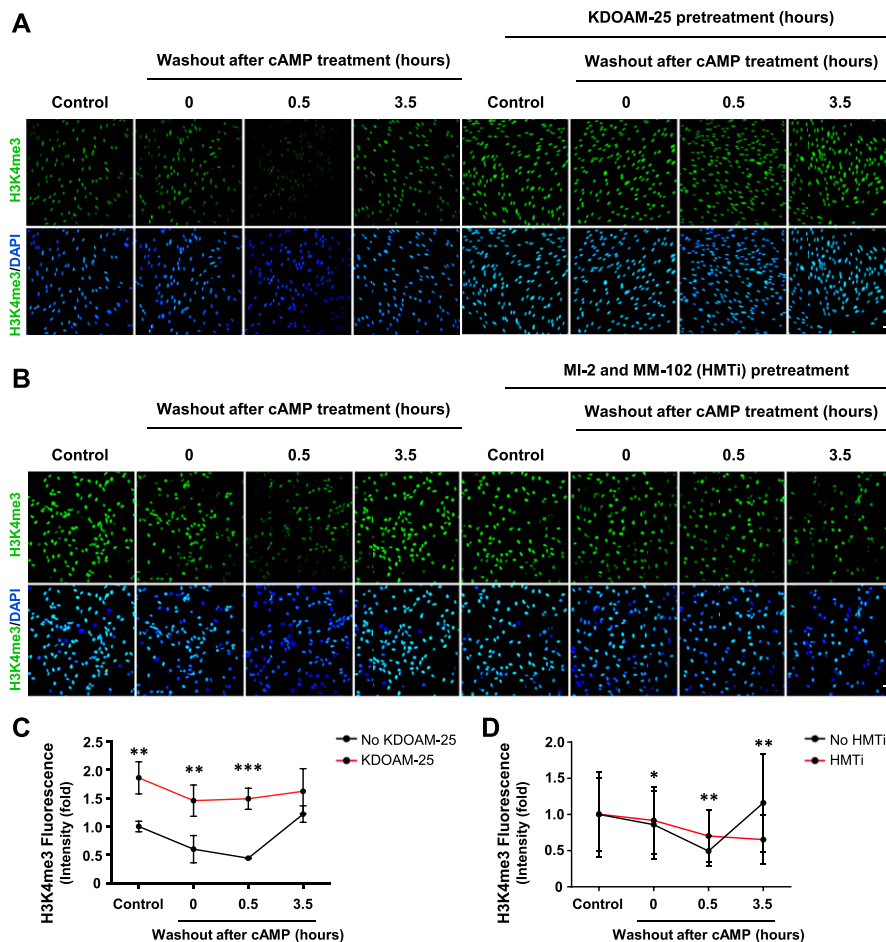 A
KDOAM-25 pretreatment (hours)
Washout after cAMP treatment (hours)
Washout after cAMP treatment (hours)
Control
0
0.5
3.5
Control
0
0.5
3.5
H3K4me3
H3K4me3/DAPI
B
MI-2 and MM-102 (HMTi) pretreatment
Washout after cAMP treatment (hours)
Washout after cAMP treatment (hours)
Control
0
0.5
3.5
Control
0
0.5
3.5
H3K4me3
H3K4me3/DAPI
C
H3K4me3 Fluorescence
(Intensity (fold)
2.5
2.0
1.5
1.0
0.5
0
**
**
***
No KDOAM-25
KDOAM-25
Control
0
0.5
3.5
Washout after cAMP (hours)
D
H3K4me3 Fluorescence
(Intensity (fold)
2.5
2.0
1.5
1.0
0.5
0
*
**
**
No HMTi
HMTi
Control
0
0.5
3.5
Washout after cAMP (hours)